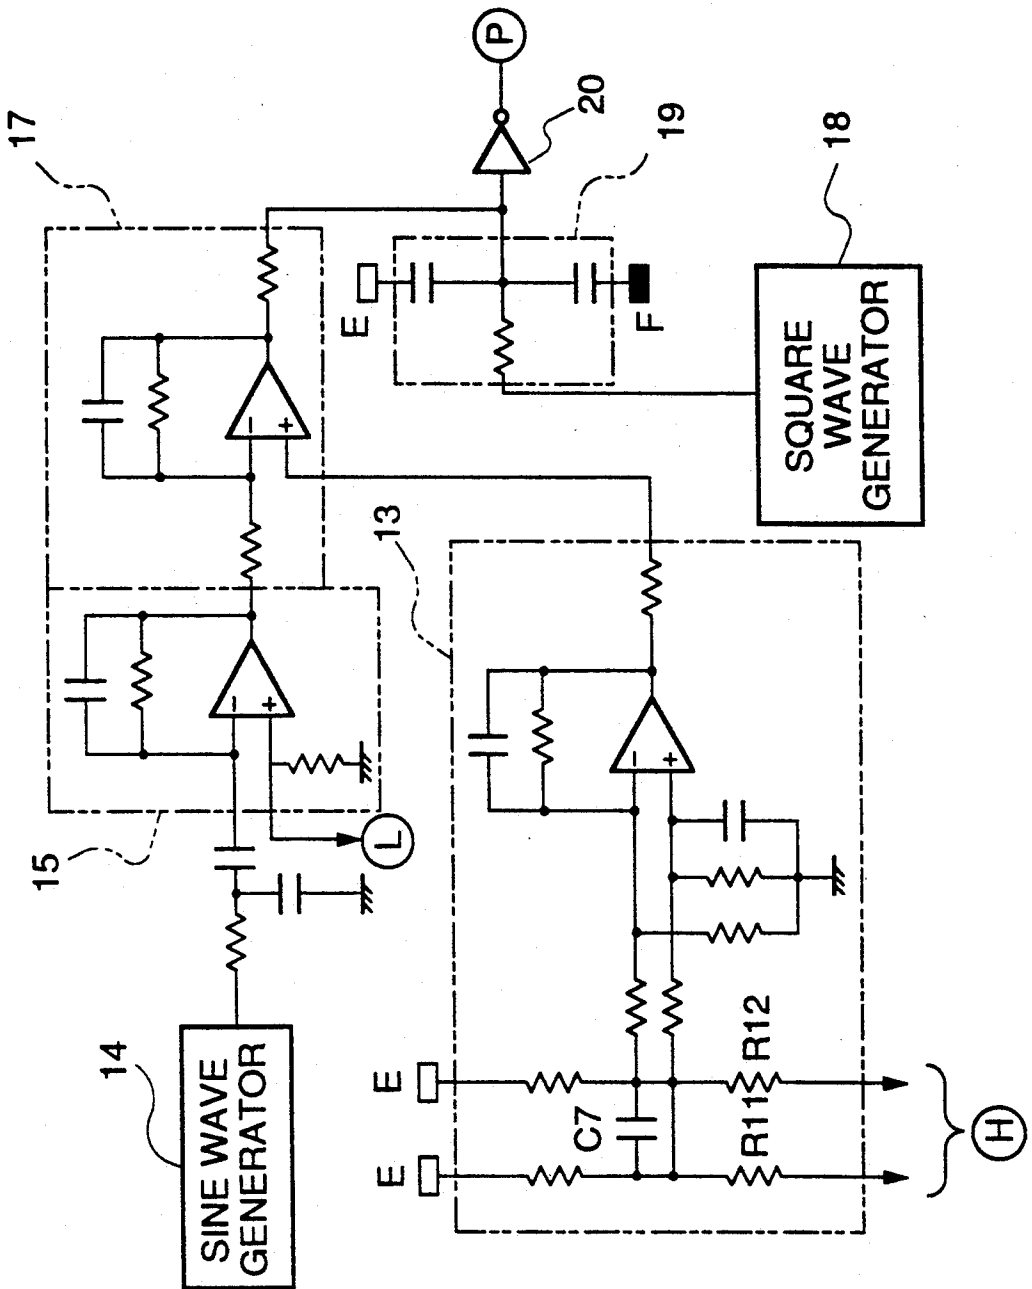 17
15
14
SINE WAVE
GENERATOR
−
+
−
+
E
E
E
13
L
P
C7
20
−
+
F
19
R11
R12
SQUARE
WAVE
GENERATOR
18
H